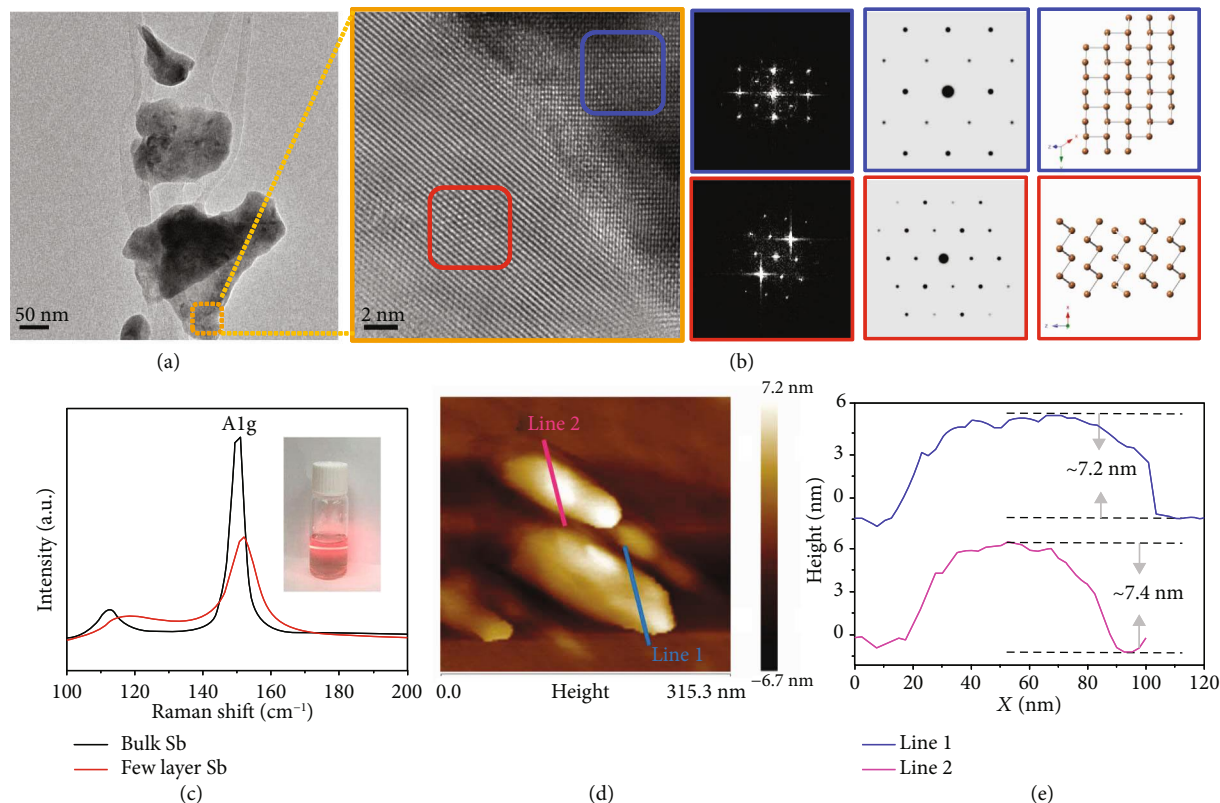 50 nm
2 nm
(a)
(b)
A1g
Intensity (a.u.)
100 120 140 160 180 200
Raman shift (cm⁻¹)
Bulk Sb
Few layer Sb
(c)
Line 2
Line 1
7.2 nm
−6.7 nm
0.0 Height 315.3 nm
(d)
Height (nm)
6
3
0
6
3
0
~7.2 nm
~7.4 nm
0 20 40 60 80 100 120
X (nm)
Line 1
Line 2
(e)